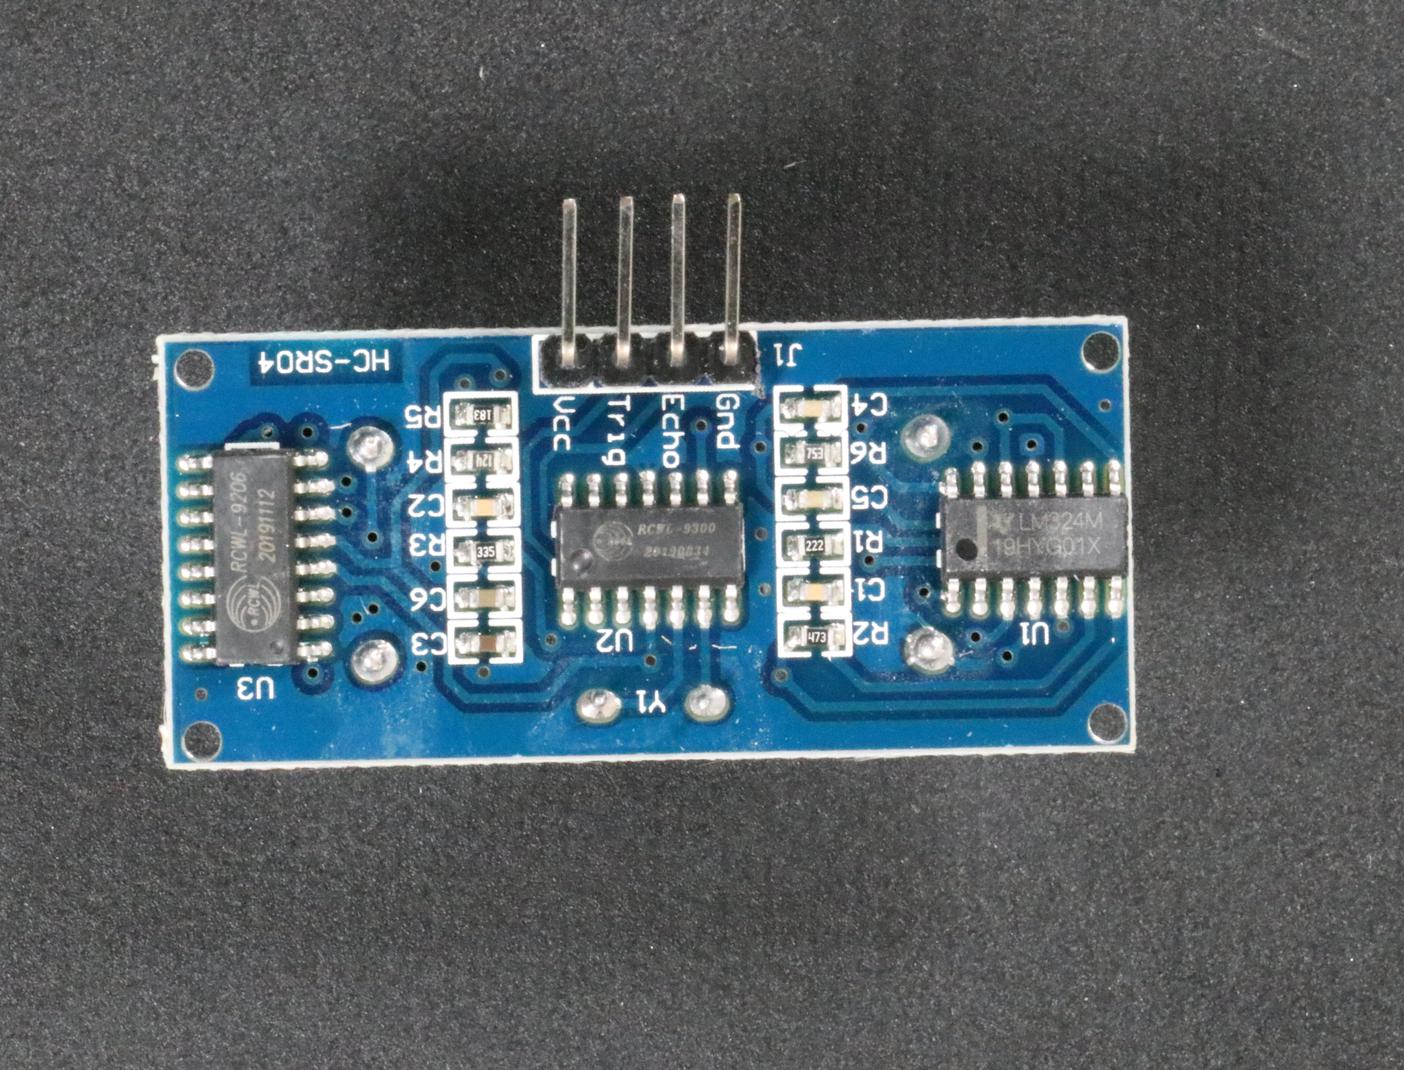 HC-SR04
J1
Vcc
Trig
Echo
Gnd
R5
183
R4
124
C2
R3
335
C6
C3
C4
R6
753
C5
R1
222
C1
R2
473
RCWL-9206
20191112
RCWL
U3
RCWL-9300
U2
Y1
LM324M
19HYG01X
U1